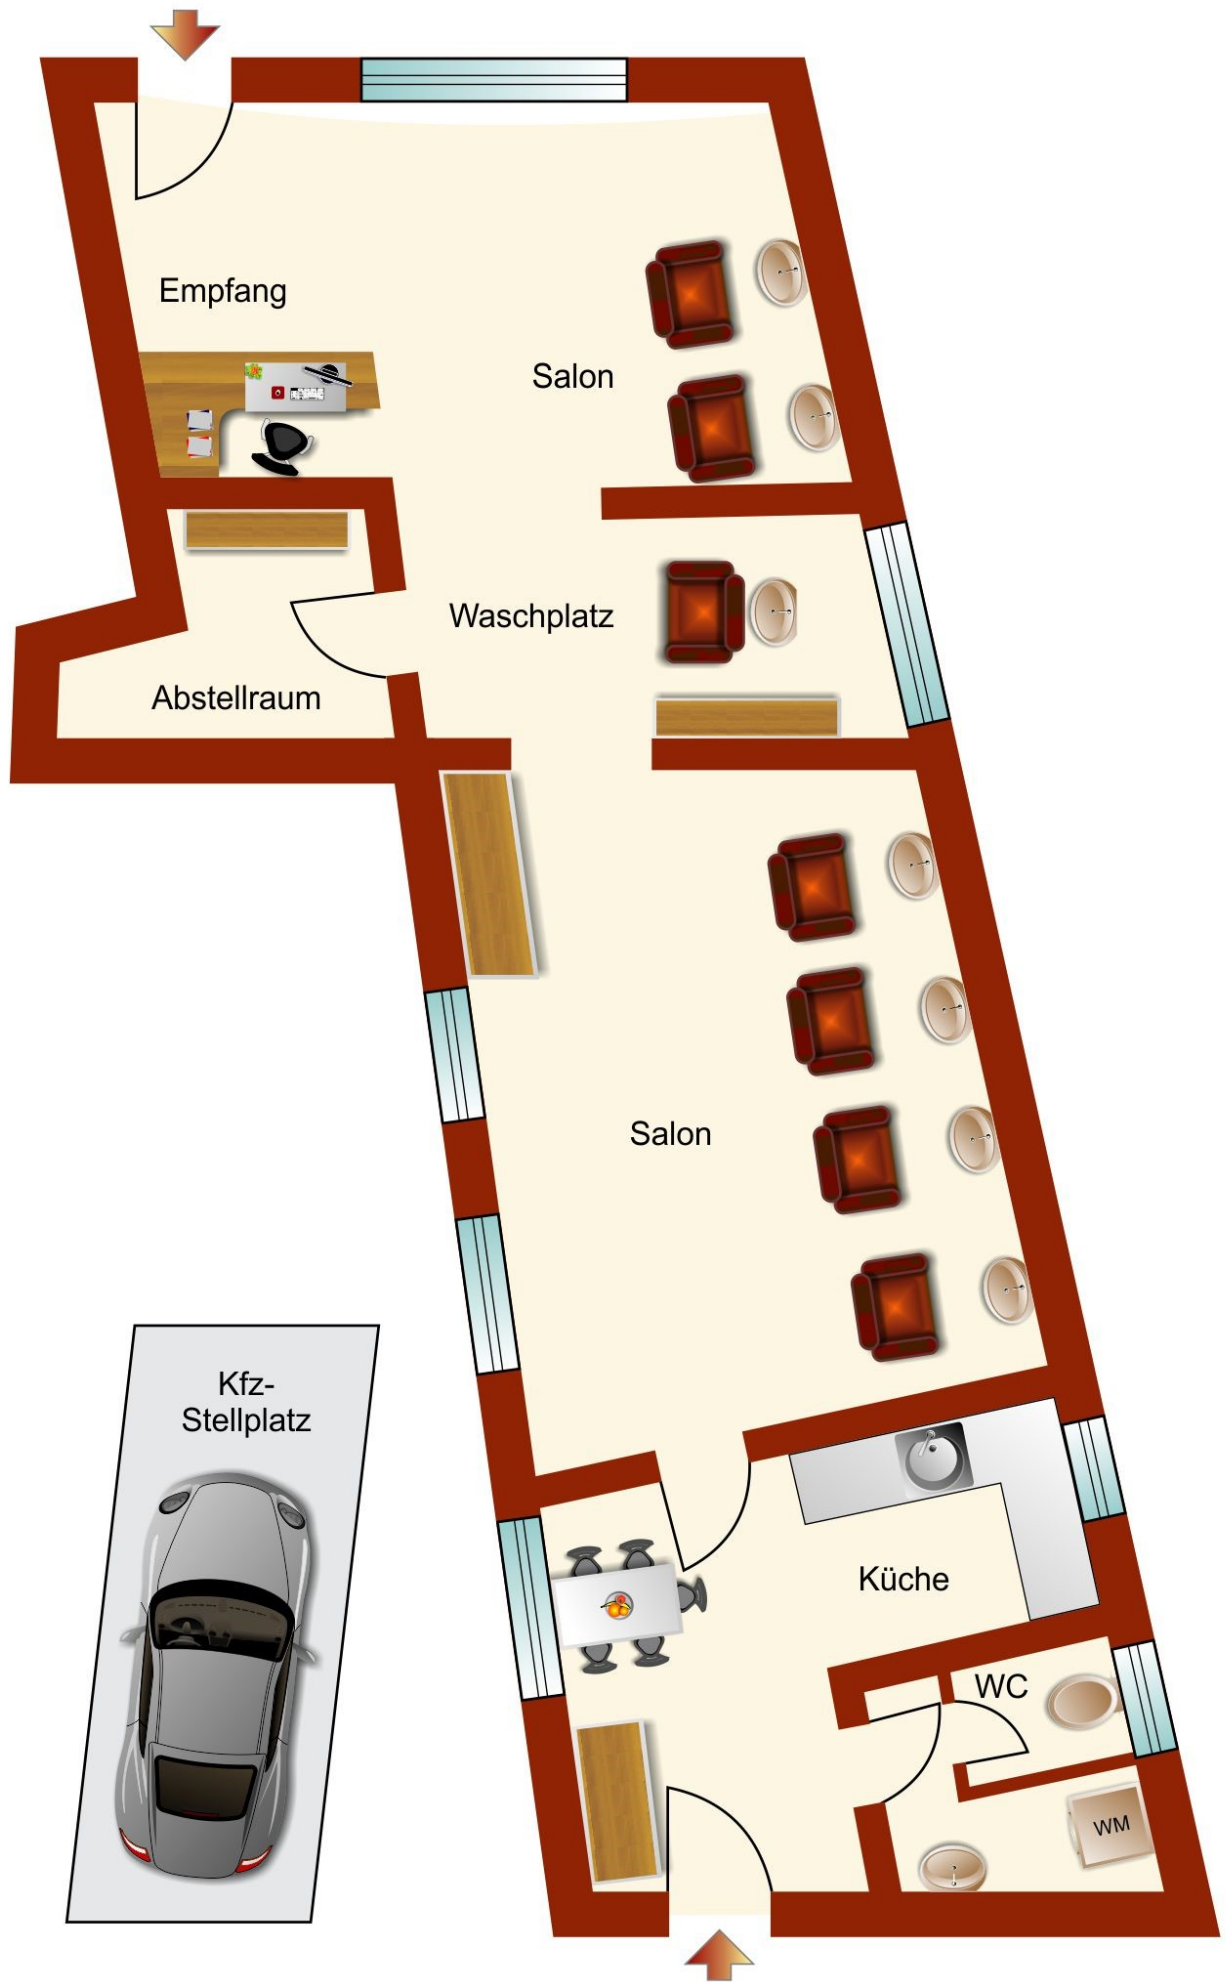 Empfang
Salon
Waschplatz
Abstellraum
Salon
Kfz-
Stellplatz
Küche
WC
WM